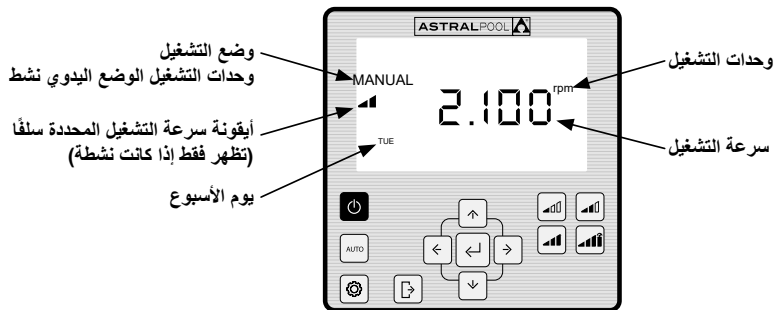 ASTRALPOOL
وضع التشغيل
وحدات التشغيل الوضع اليدوي نشط
MANUAL
rpm
وحدات التشغيل
2.100
أيقونة سرعة التشغيل المحددة سلفًا
(تظهر فقط إذا كانت نشطة)
سرعة التشغيل
TUE
يوم الأسبوع
AUTO